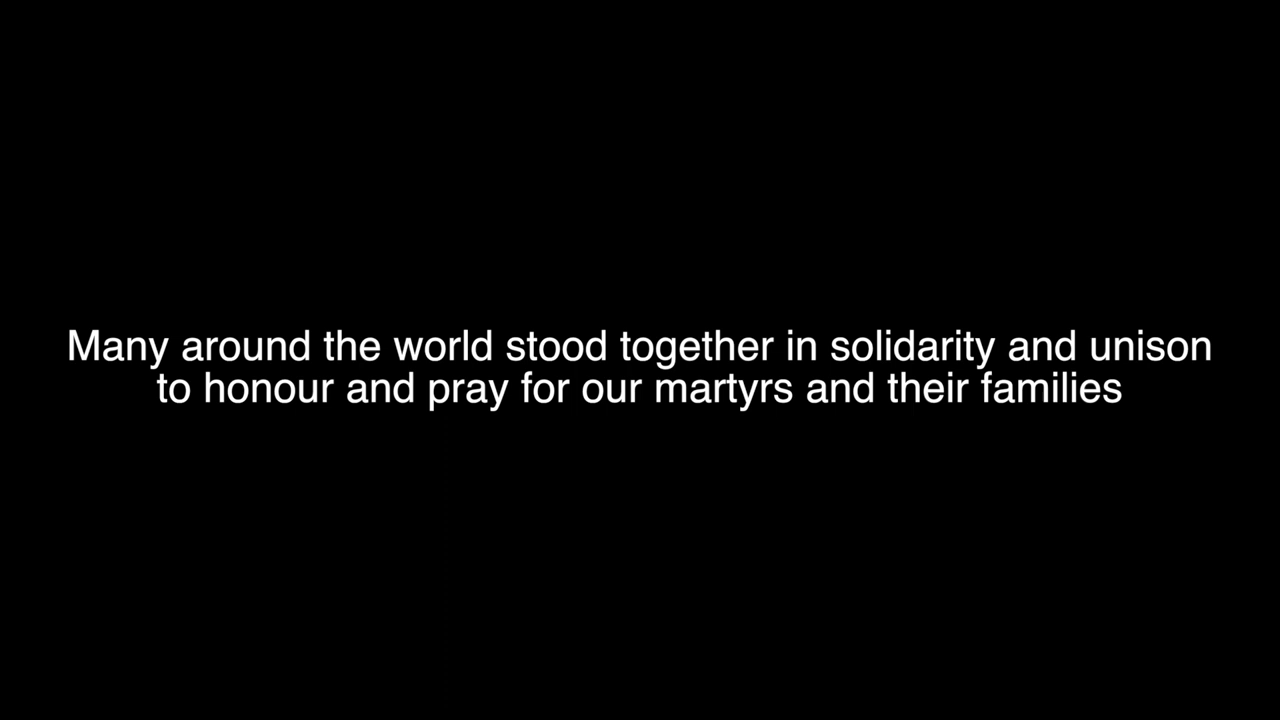 Many around the world stood together in solidarity and unison
to honour and pray for our martyrs and their families